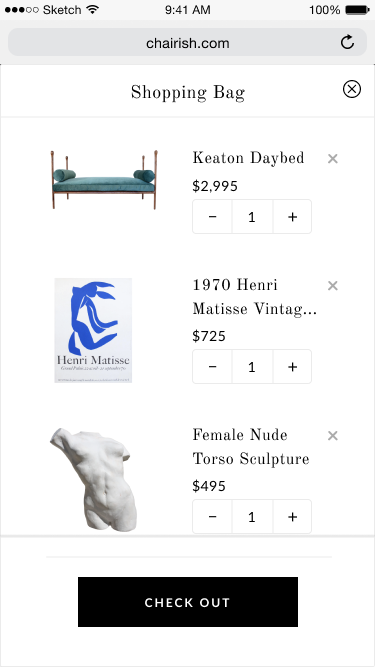 Sketch 9:41 AM 100%
chairish.com
Shopping Bag
Keaton Daybed ×
$2,995
− 1 +
1970 Henri ×
Matisse Vintag...
$725
− 1 +
Henri Matisse
Female Nude ×
Torso Sculpture
$495
− 1 +
CHECK OUT